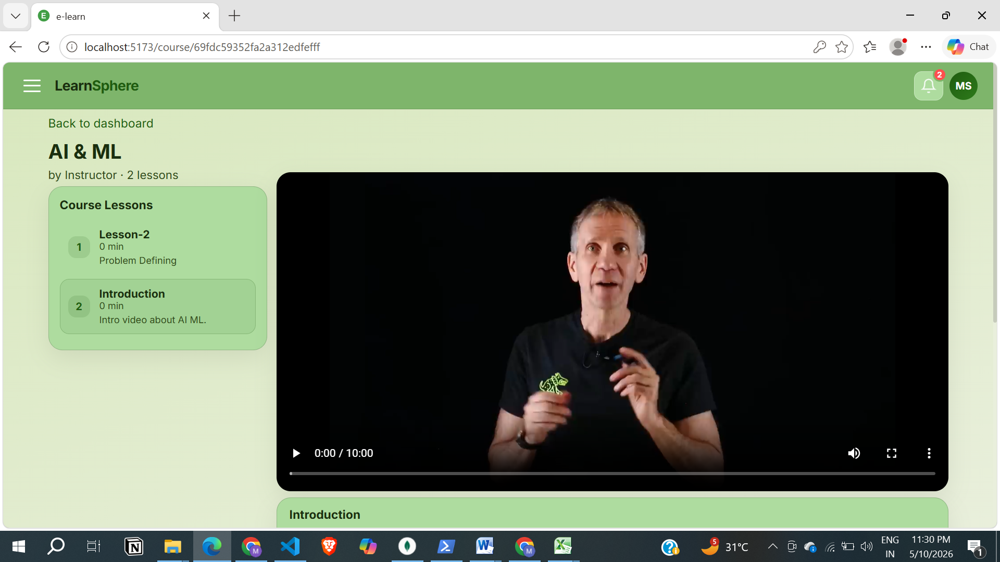 E e-learn
localhost:5173/course/69fdc59352fa2a312edfefff
Chat
LearnSphere
2
MS
Back to dashboard
AI & ML
by Instructor · 2 lessons
Course Lessons
1
Lesson-2
0 min
Problem Defining
2
Introduction
0 min
Intro video about AI ML.
0:00 / 10:00
Introduction
N
M
W
M
X
5
31°C
ENG
IN
11:30 PM
5/10/2026
1